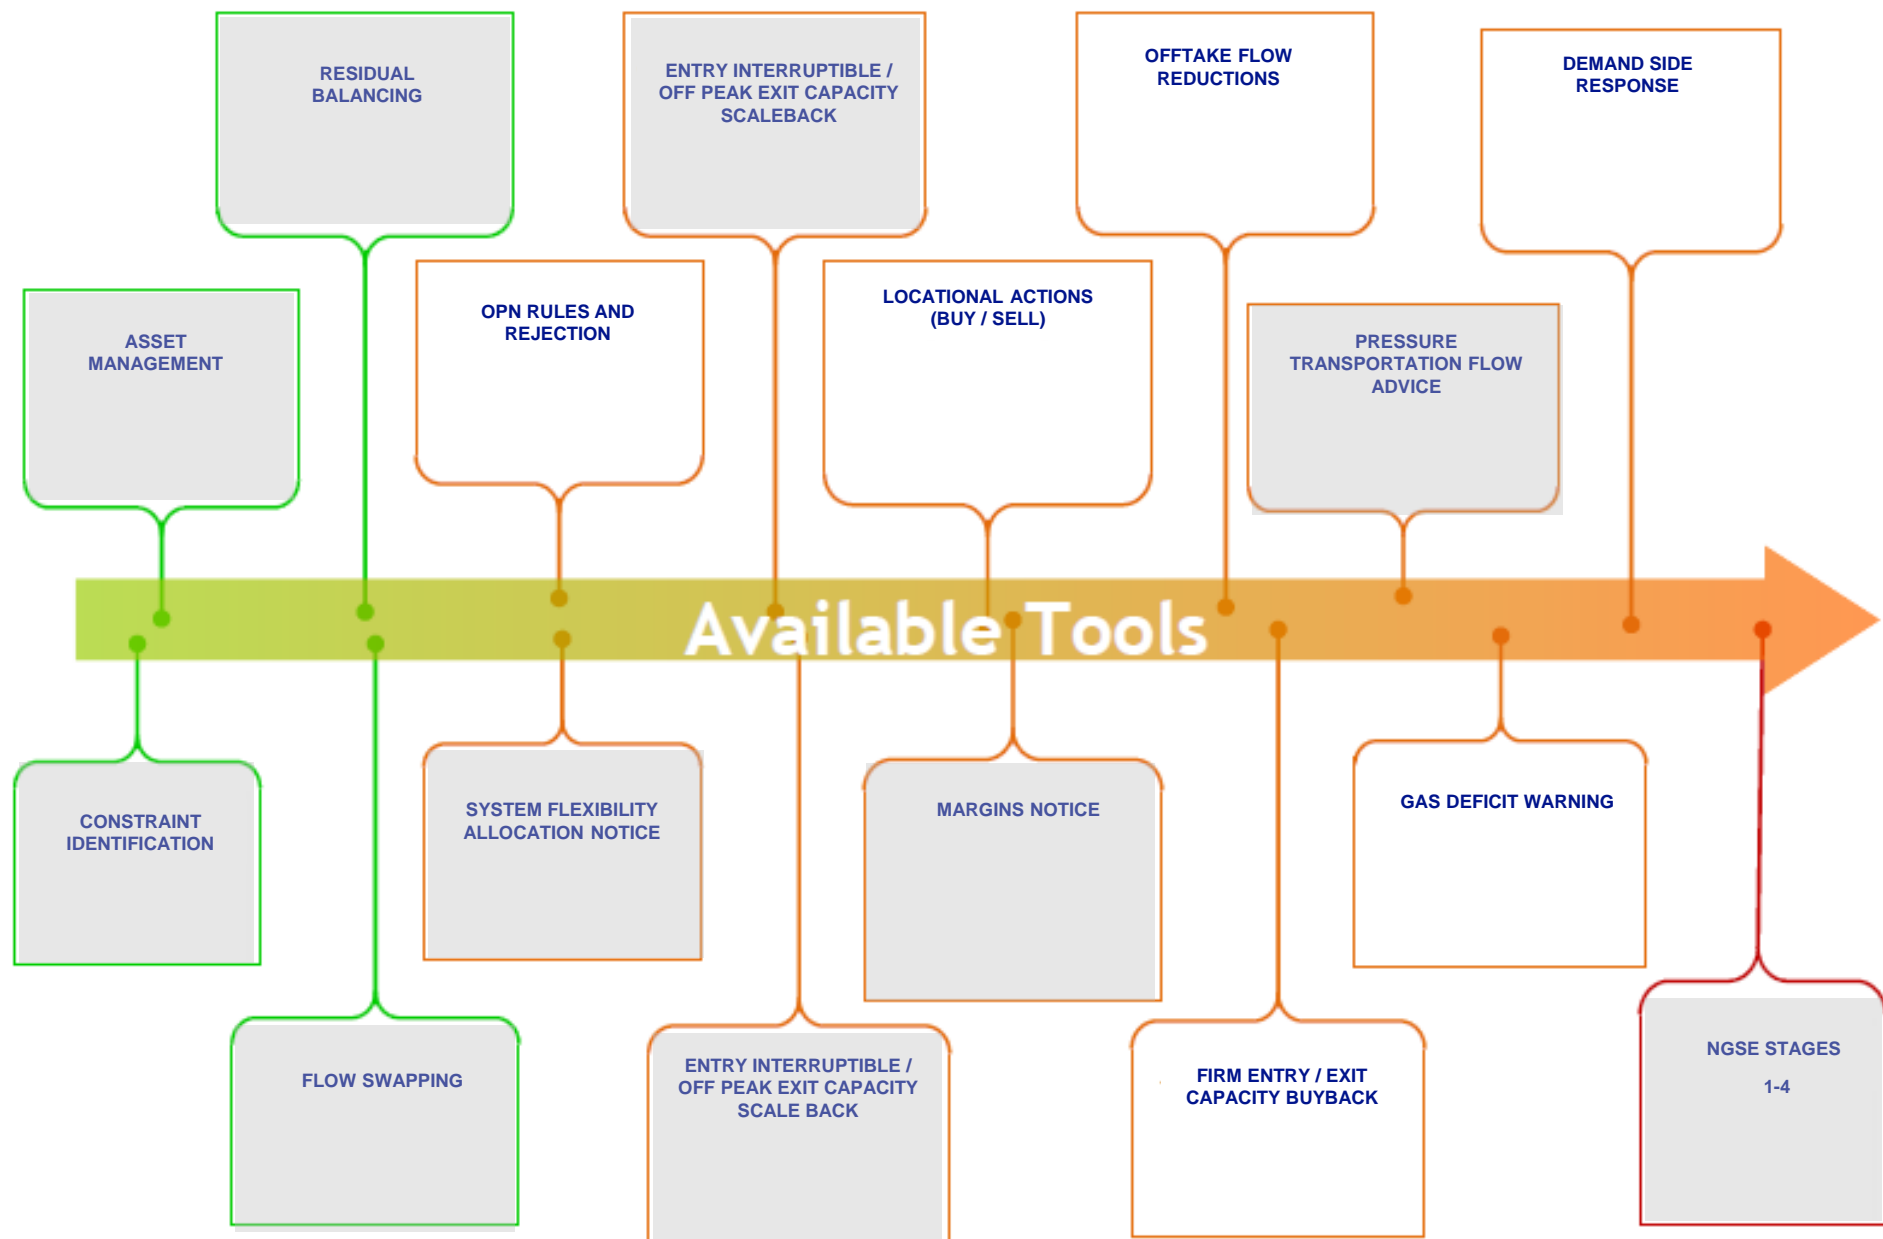 RESIDUAL
BALANCING
ENTRY INTERRUPTIBLE /
OFF PEAK EXIT CAPACITY
SCALEBACK
OFFTAKE FLOW
REDUCTIONS
DEMAND SIDE
RESPONSE
ASSET
MANAGEMENT
OPN RULES AND
REJECTION
LOCATIONAL ACTIONS
(BUY / SELL)
PRESSURE
TRANSPORTATION FLOW
ADVICE
Available Tools
CONSTRAINT
IDENTIFICATION
SYSTEM FLEXIBILITY
ALLOCATION NOTICE
MARGINS NOTICE
GAS DEFICIT WARNING
FLOW SWAPPING
ENTRY INTERRUPTIBLE /
OFF PEAK EXIT CAPACITY
SCALE BACK
FIRM ENTRY / EXIT
CAPACITY BUYBACK
NGSE STAGES
1-4